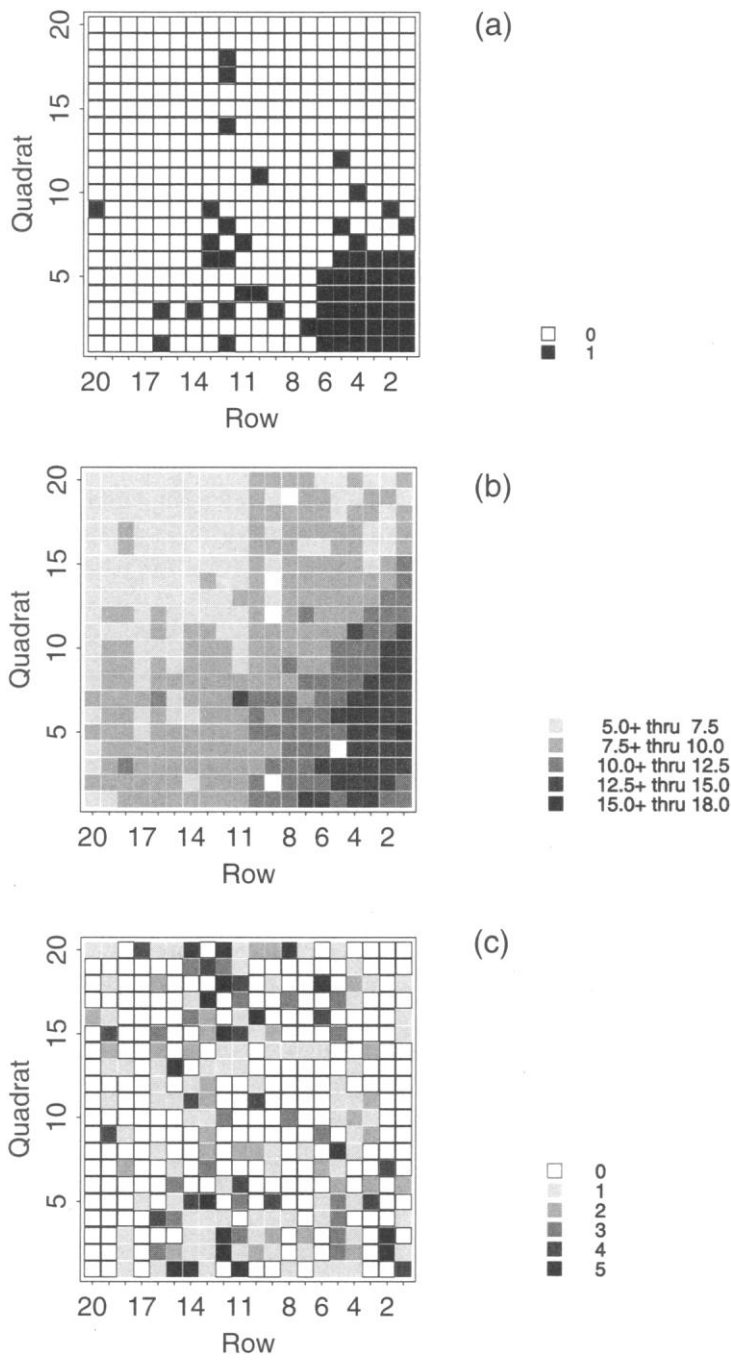 (a)
20
15
10
5
Quadrat
20 17 14 11 8 6 4 2
Row
0
1
(b)
20
15
10
5
Quadrat
20 17 14 11 8 6 4 2
Row
5.0+ thru 7.5
7.5+ thru 10.0
10.0+ thru 12.5
12.5+ thru 15.0
15.0+ thru 18.0
(c)
20
15
10
5
Quadrat
20 17 14 11 8 6 4 2
Row
0
1
2
3
4
5